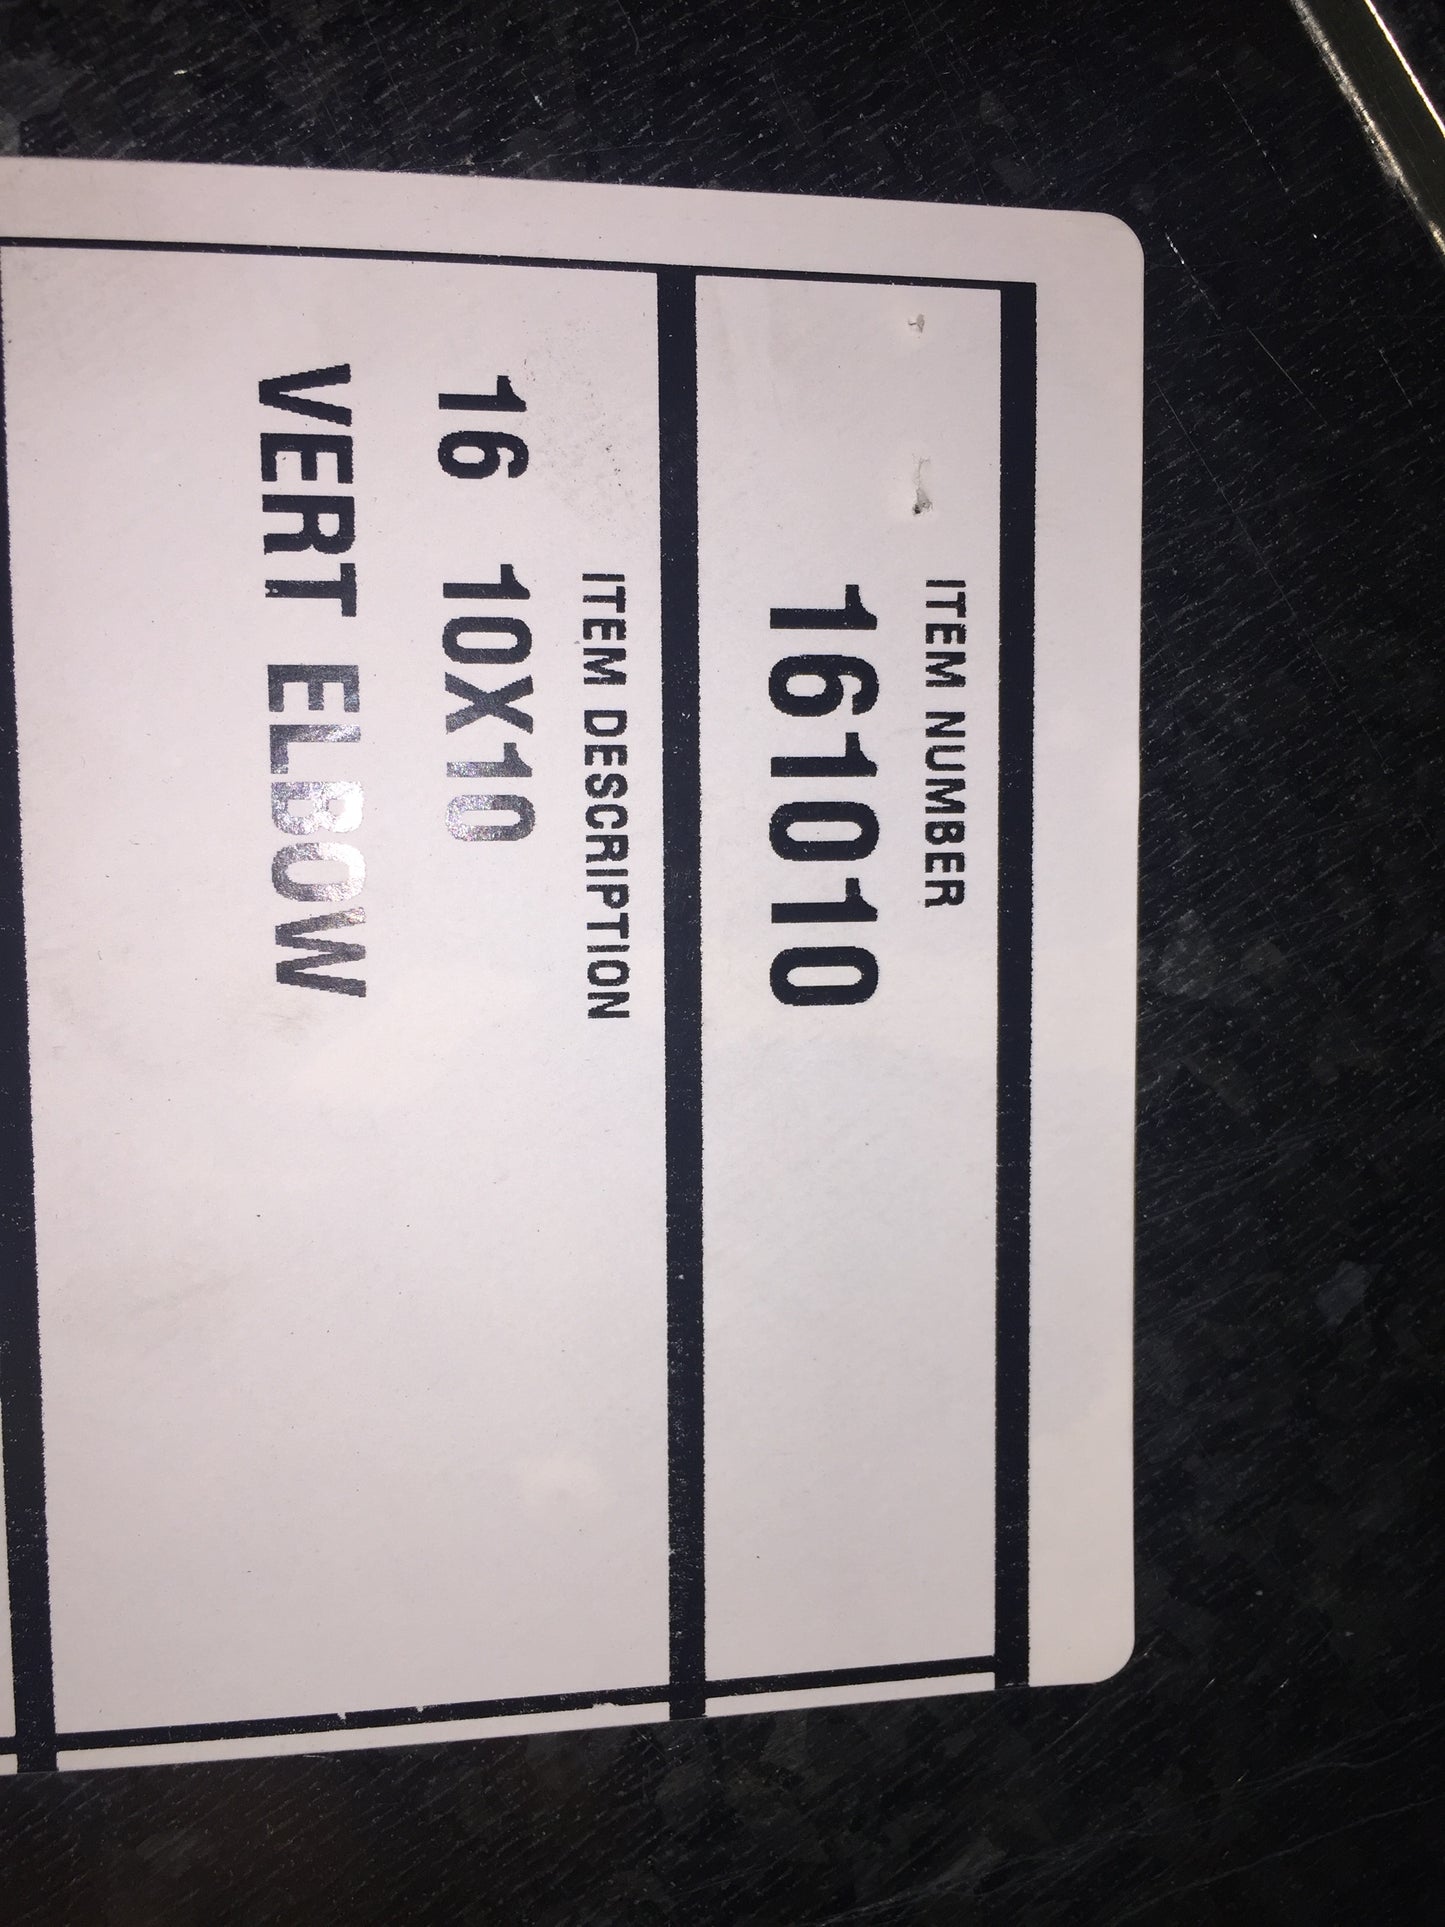 ITEM NUMBER
161010
ITEM DESCRIPTION
16 10X10
VERT ELBOW